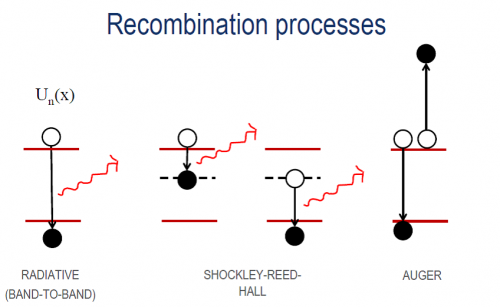 Recombination processes
Uₙ(x)
RADIATIVE
(BAND-TO-BAND)
SHOCKLEY-REED-
HALL
AUGER